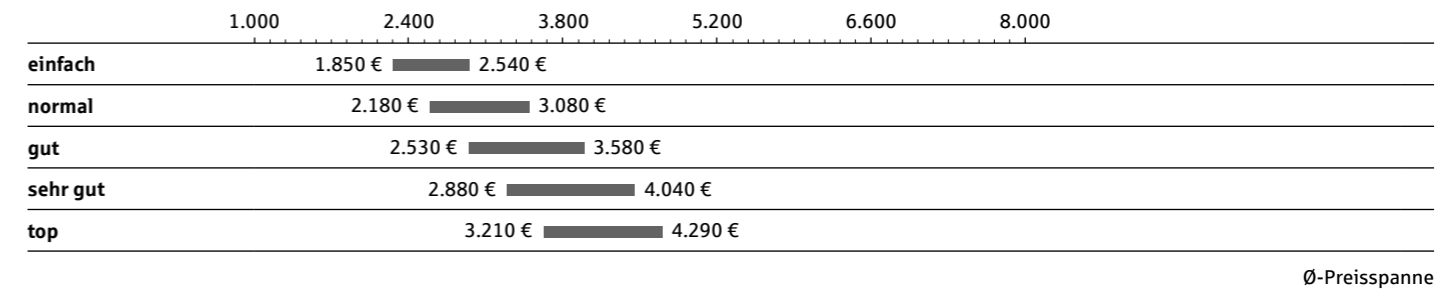 1.000 2.400 3.800 5.200 6.600 8.000
einfach 1.850 € 2.540 €
normal 2.180 € 3.080 €
gut 2.530 € 3.580 €
sehr gut 2.880 € 4.040 €
top 3.210 € 4.290 €
Ø-Preisspanne